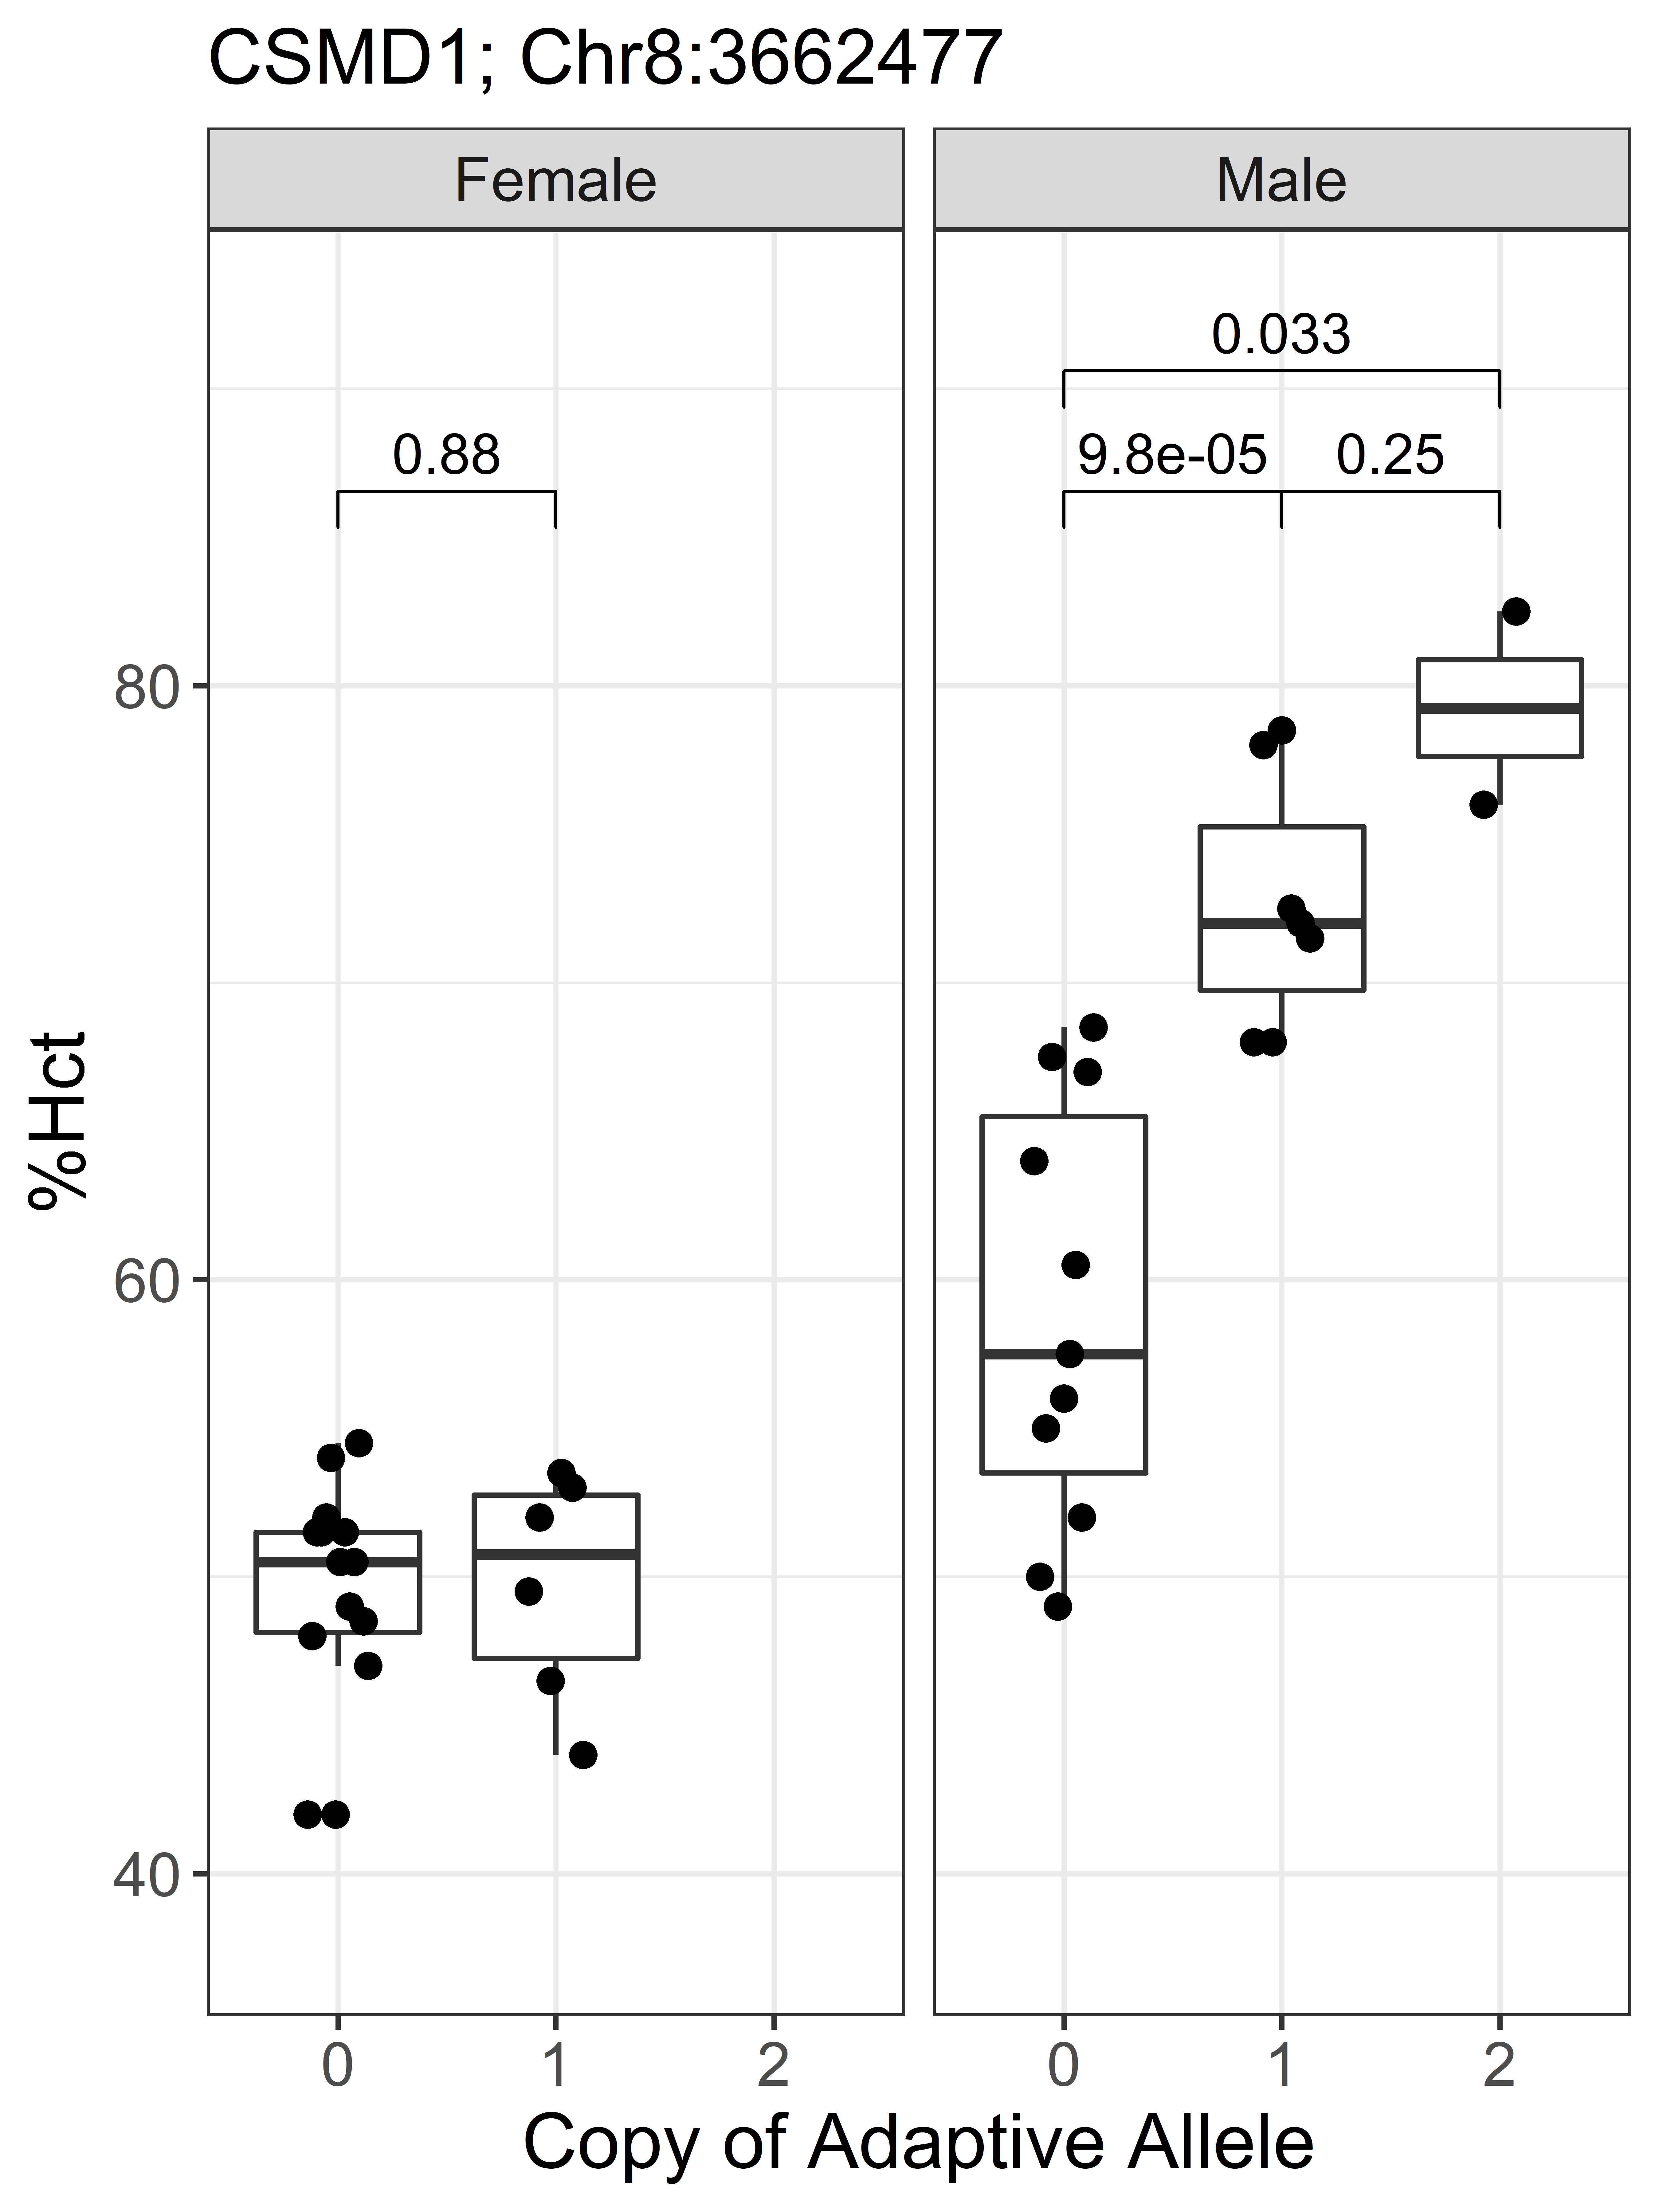 CSMD1; Chr8:3662477
Female
Male
0.033
0.88
9.8e-05
0.25
80
60
40
%Hct
0 1 2
0 1 2
Copy of Adaptive Allele